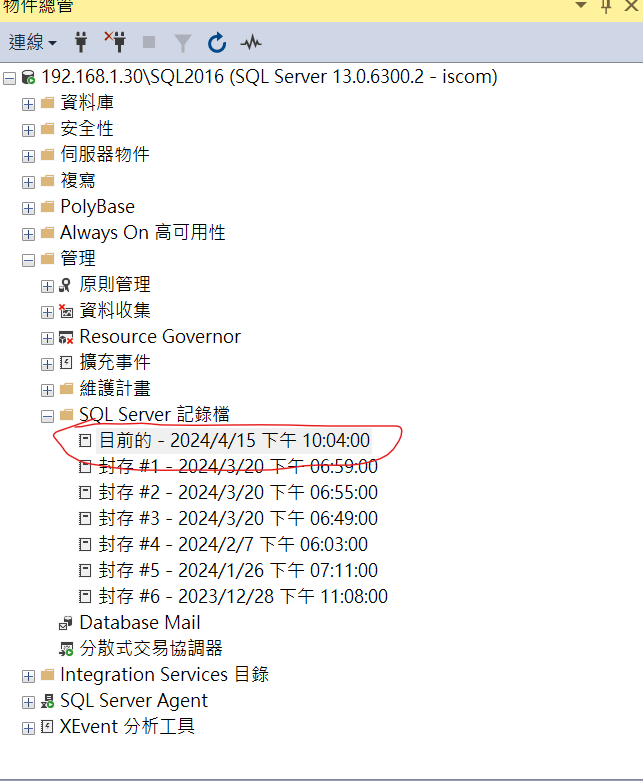 物件總管
連線
192.168.1.30\SQL2016 (SQL Server 13.0.6300.2 - iscom)
資料庫
安全性
伺服器物件
複寫
PolyBase
Always On 高可用性
管理
原則管理
資料收集
Resource Governor
擴充事件
維護計畫
SQL Server 記錄檔
目前的 - 2024/4/15 下午 10:04:00
封存 #1 - 2024/3/20 下午 06:59:00
封存 #2 - 2024/3/20 下午 06:55:00
封存 #3 - 2024/3/20 下午 06:49:00
封存 #4 - 2024/2/7 下午 06:03:00
封存 #5 - 2024/1/26 下午 07:11:00
封存 #6 - 2023/12/28 下午 11:08:00
Database Mail
分散式交易協調器
Integration Services 目錄
SQL Server Agent
XEvent 分析工具